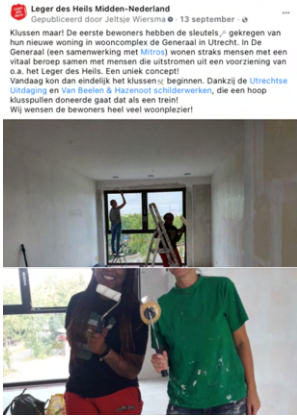 Leger des Heils Midden-Nederland
Gepubliceerd door Jeltsje Wiersma · 13 september ·
Klussen maar! De eerste bewoners hebben de sleutels🔑 gekregen van
hun nieuwe woning in wooncomplex de Generaal in Utrecht. In De
Generaal (een samenwerking met Mitros) wonen straks mensen met een
vitaal beroep samen met mensen die uitstromen uit een voorziening van
o.a. het Leger des Heils. Een uniek concept!
Vandaag kon dan eindelijk het klussen🛠 beginnen. Dankzij de Utrechtse
Uitdaging en Van Beelen & Hazenoot schilderwerken, die een hoop
kluspullen doneerde gaat dat als een trein!
Wij wensen de bewoners heel veel woonplezier!